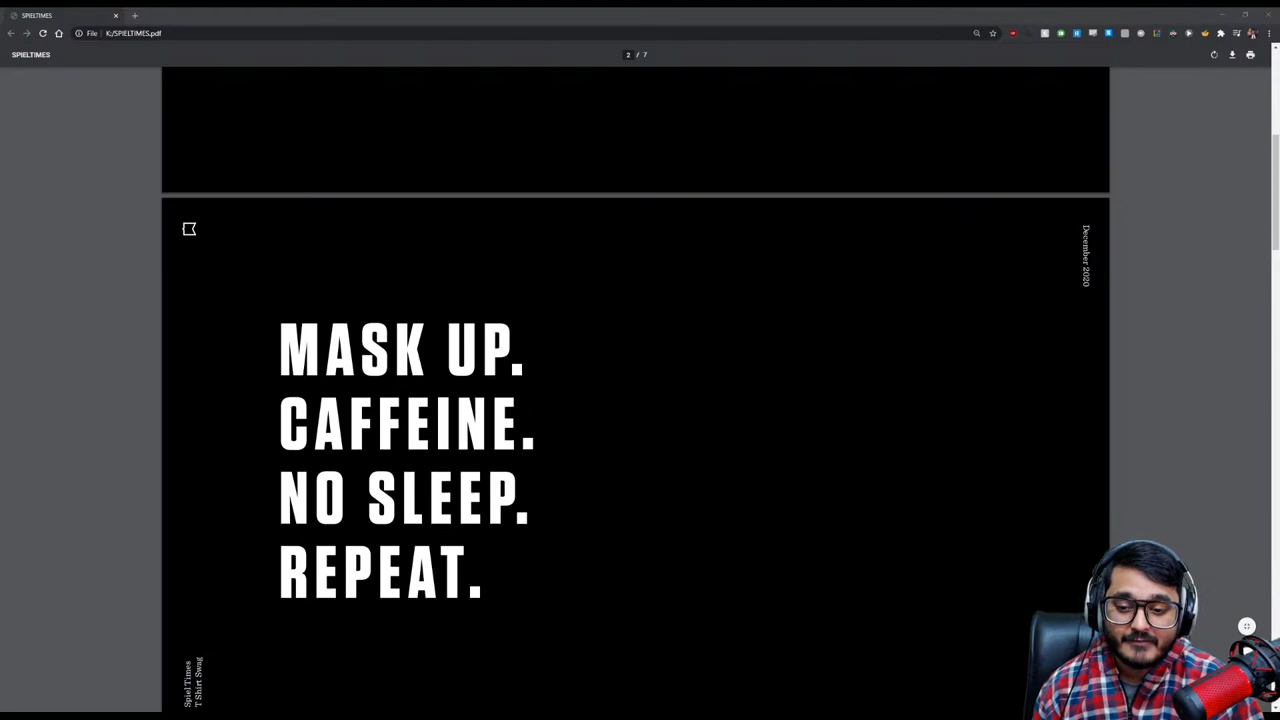 SPIELTIMES
File K:/SPIELTIMES.pdf
SPIELTIMES
2 / 7
December 2020
MASK UP.
CAFFEINE.
NO SLEEP.
REPEAT.
Spiel Times
T Shirt Swag